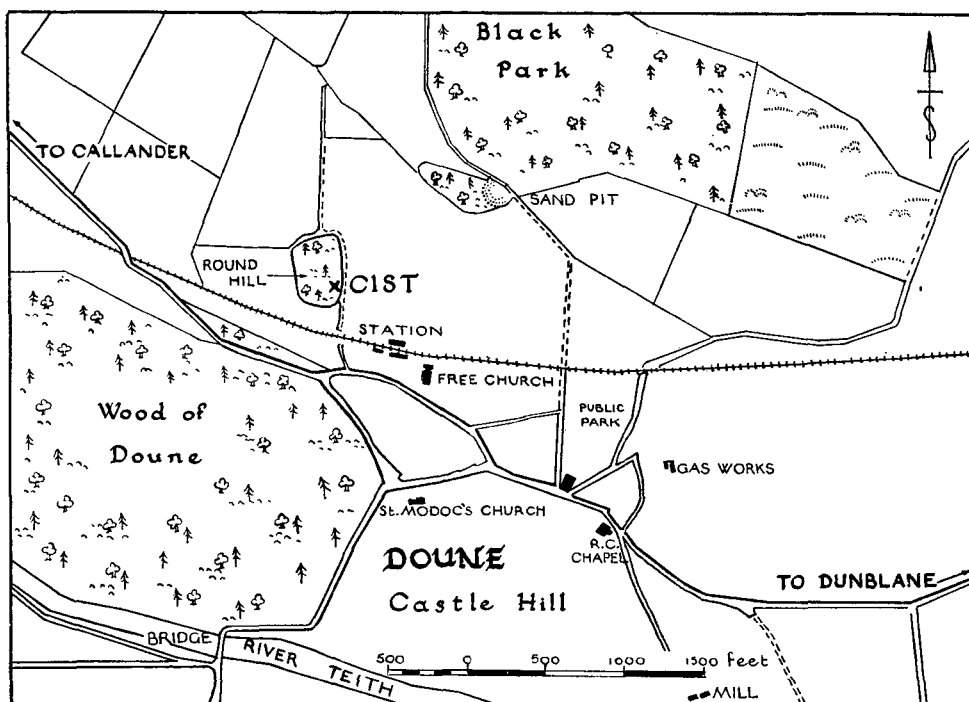 Black
Park
TO CALLANDER
SAND PIT
ROUND
HILL
CIST
STATION
FREE CHURCH
PUBLIC
PARK
Wood of
Doune
GAS WORKS
St. MODOC'S CHURCH
R.C.
CHAPEL
DOUNE
Castle Hill
TO DUNBLANE
BRIDGE
RIVER TEITH
500 0 500 1000 1500 feet
MILL